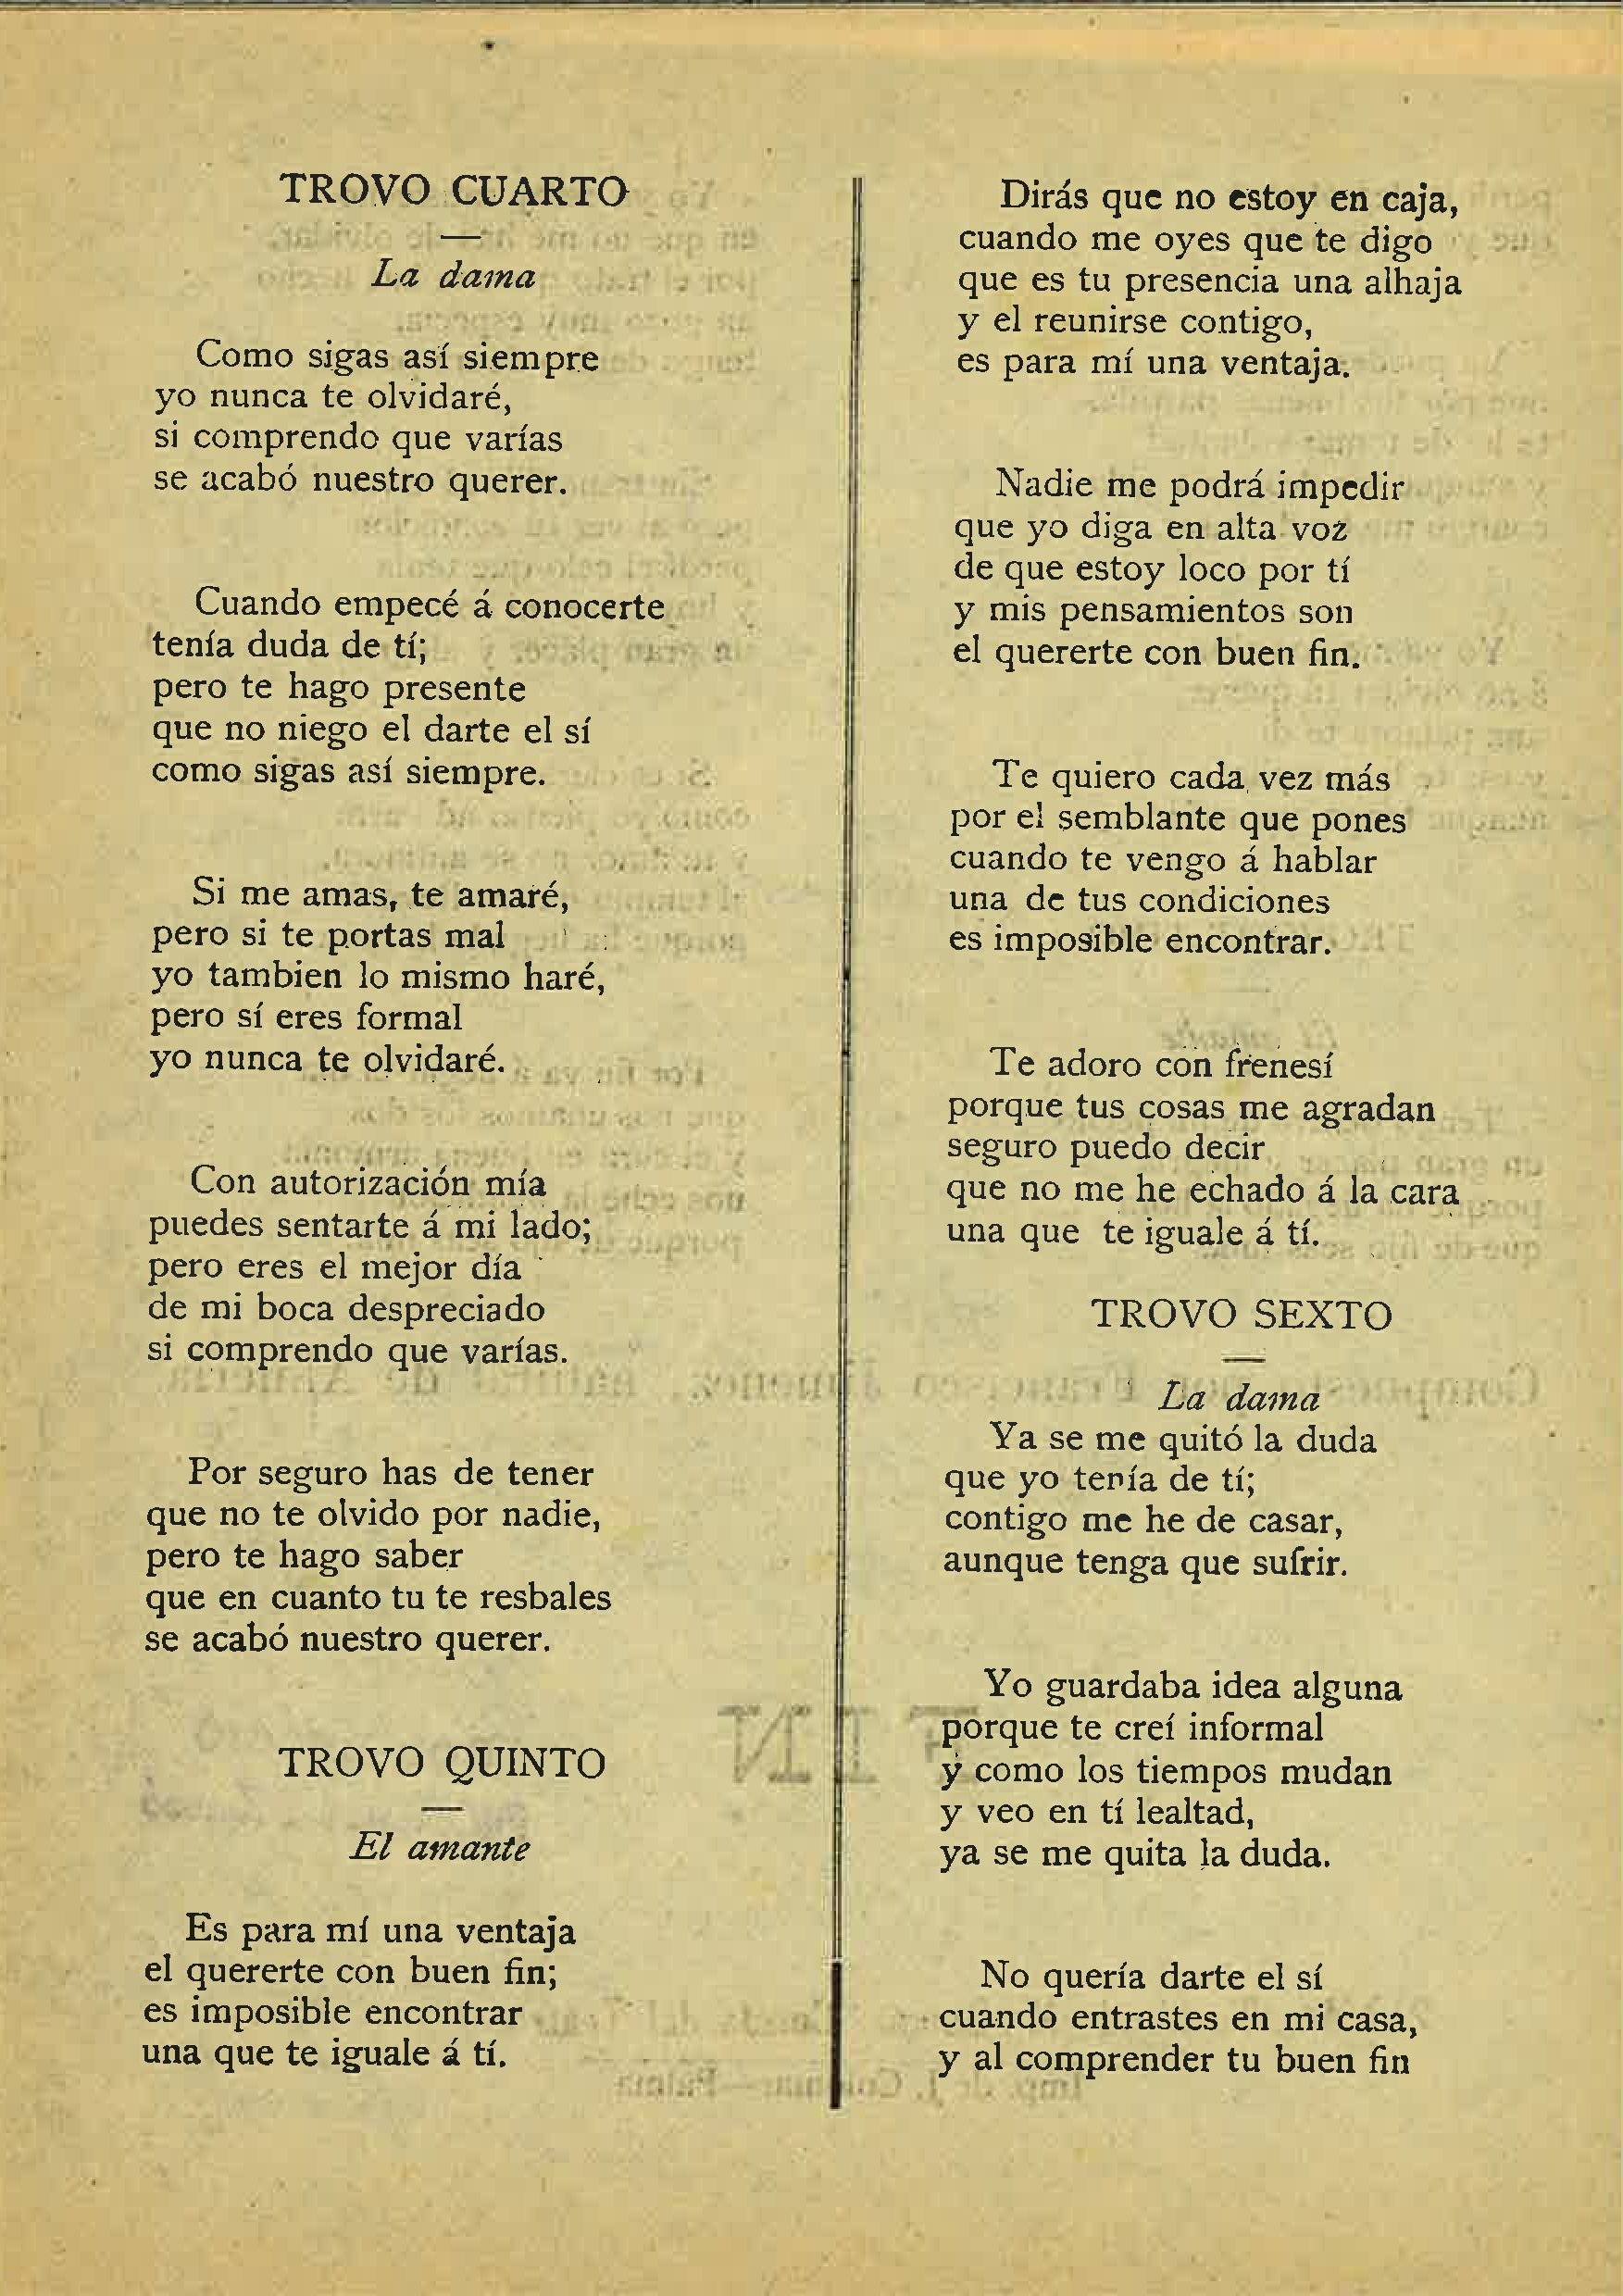 TROVO CUARTO
La dama
Como sigas así siempre
yo nunca te olvidaré,
si comprendo que varías
se acabó nuestro querer.
Cuando empecé á conocerte
tenía duda de tí;
pero te hago presente
que no niego el darte el sí
como sigas así siempre.
Si me amas, te amaré,
pero si te portas mal
yo tambien lo mismo haré,
pero sí eres formal
yo nunca te olvidaré.
Con autorización mía
puedes sentarte á mi lado;
pero eres el mejor día
de mi boca despreciado
si comprendo que varías.
Por seguro has de tener
que no te olvido por nadie,
pero te hago saber
que en cuanto tu te resbales
se acabó nuestro querer.
TROVO QUINTO
El amante
Es para mí una ventaja
el quererte con buen fin;
es imposible encontrar
una que te iguale á tí.
Dirás que no estoy en caja,
cuando me oyes que te digo
que es tu presencia una alhaja
y el reunirse contigo,
es para mí una ventaja.
Nadie me podrá impedir
que yo diga en alta voz
de que estoy loco por tí
y mis pensamientos son
el quererte con buen fin.
Te quiero cada vez más
por el semblante que pones
cuando te vengo á hablar
una de tus condiciones
es imposible encontrar.
Te adoro con frenesí
porque tus cosas me agradan
seguro puedo decir
que no me he echado á la cara
una que te iguale á tí.
TROVO SEXTO
La dama
Ya se me quitó la duda
que yo tenía de tí;
contigo me he de casar,
aunque tenga que sufrir.
Yo guardaba idea alguna
porque te creí informal
y como los tiempos mudan
y veo en tí lealtad,
ya se me quita la duda.
No quería darte el sí
cuando entrastes en mi casa,
y al comprender tu buen fin